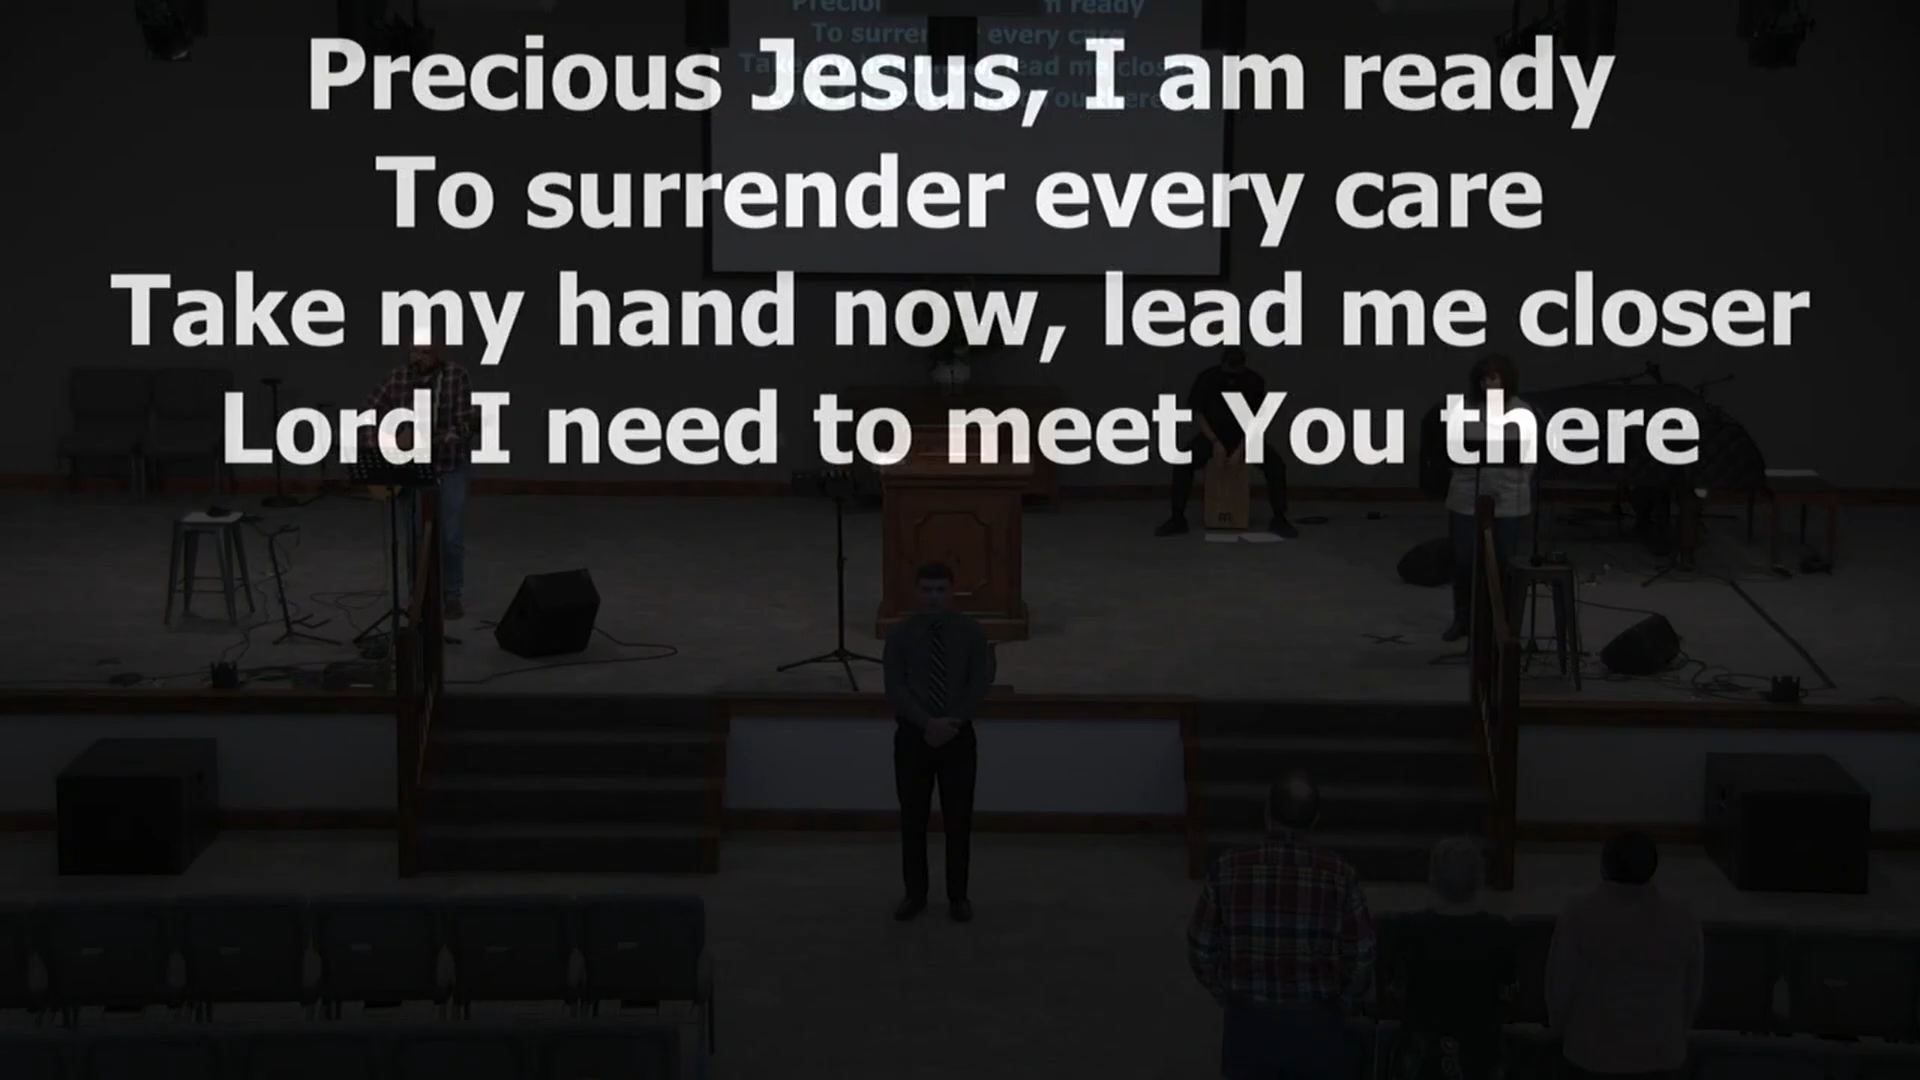 Precious Jesus, I am ready
To surrender every care
Take my hand now, lead me closer
Lord I need to meet You there